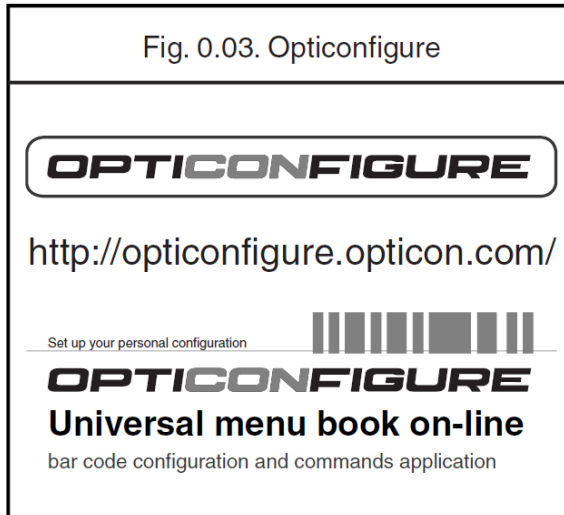 Fig. 0.03. Opticonfigure
OPTICONFIGURE
http://opticonfigure.opticon.com/
Set up your personal configuration
OPTICONFIGURE
Universal menu book on-line
bar code configuration and commands application